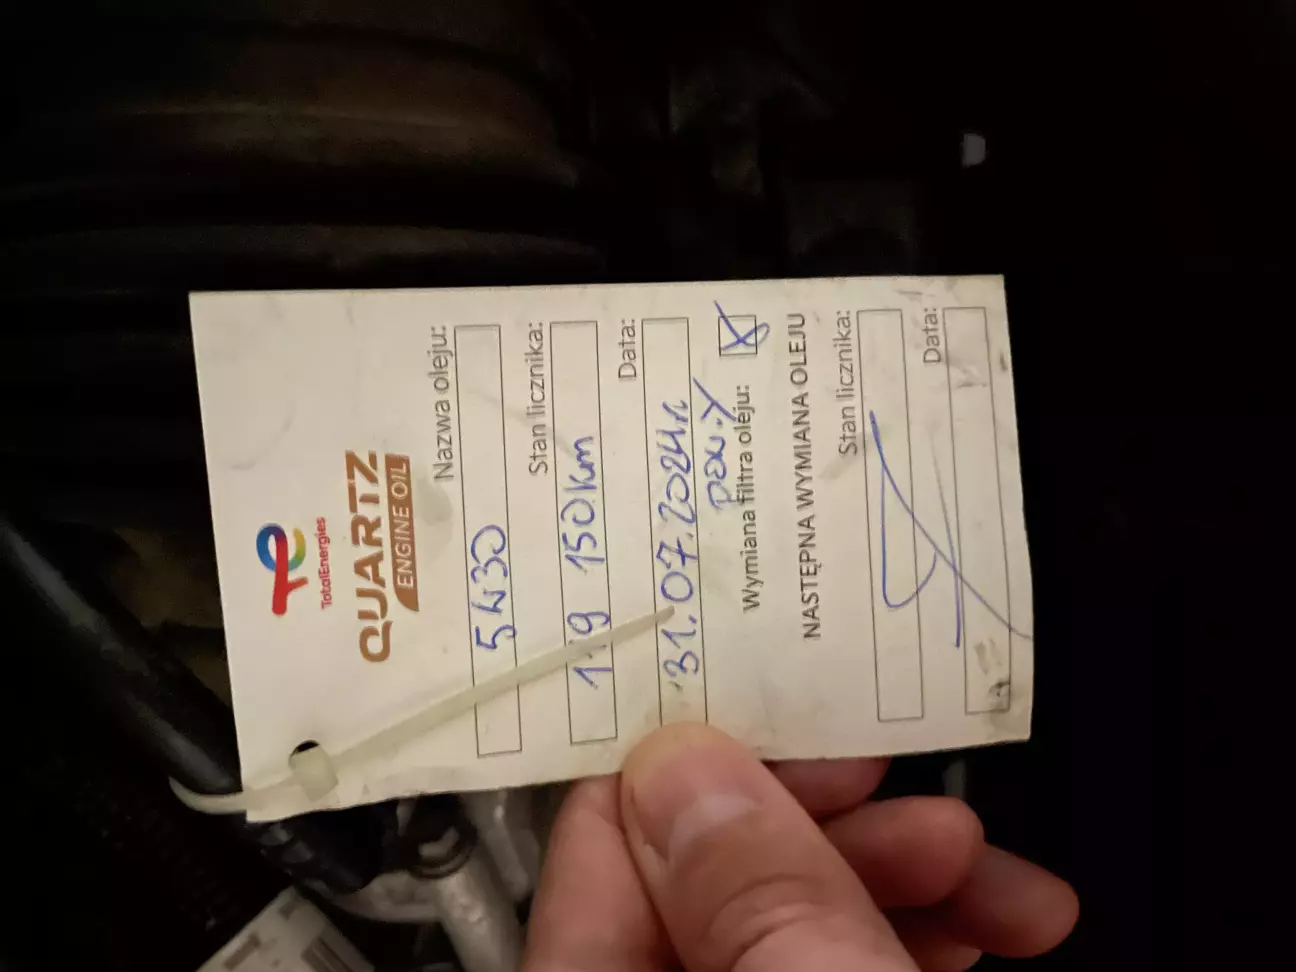 TotalEnergies
QUARTZ
ENGINE OIL
Nazwa oleju:
5W30
Stan licznika:
119 150km
Data:
31.07.2024r
Wymiana filtra oleju:
NASTĘPNA WYMIANA OLEJU
Stan licznika:
Data: